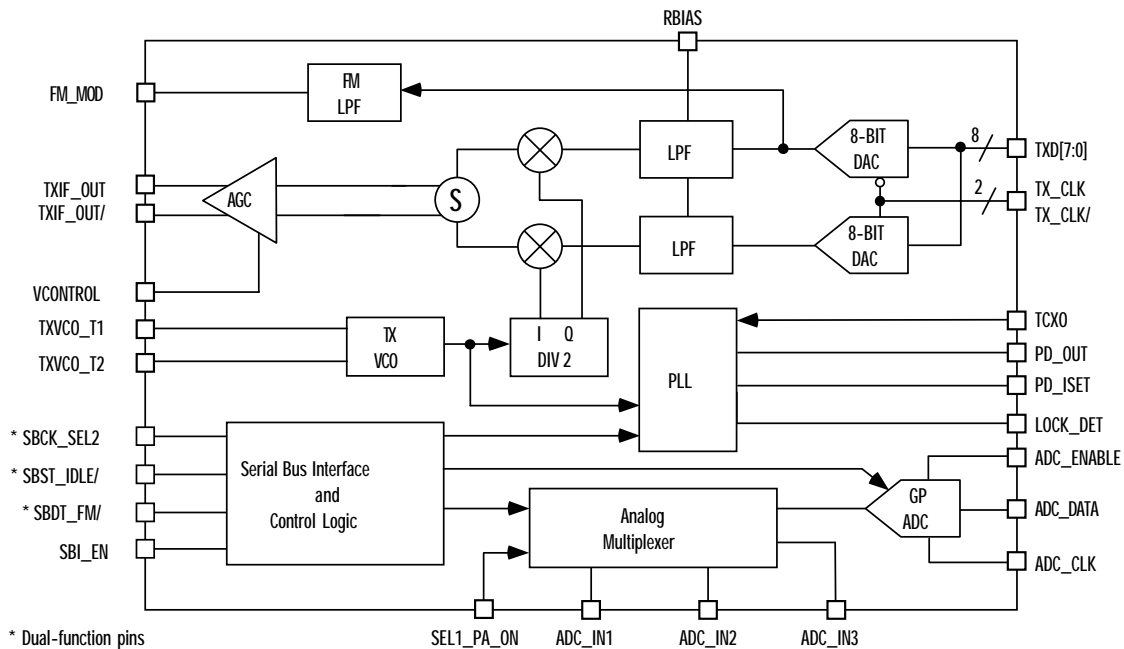 RBIAS
FM_MOD
FM
LPF
LPF
8-BIT
DAC
8
TXD[7:0]
TXIF_OUT
TXIF_OUT/
AGC
S
2
TX_CLK
TX_CLK/
LPF
8-BIT
DAC
VCONTROL
TXVCO_T1
TXVCO_T2
TX
VCO
I Q
DIV 2
PLL
TCXO
PD_OUT
PD_ISET
LOCK_DET
* SBCK_SEL2
* SBST_IDLE/
* SBDT_FM/
SBI_EN
Serial Bus Interface
and
Control Logic
Analog
Multiplexer
GP
ADC
ADC_ENABLE
ADC_DATA
ADC_CLK
* Dual-function pins
SEL1_PA_ON
ADC_IN1
ADC_IN2
ADC_IN3